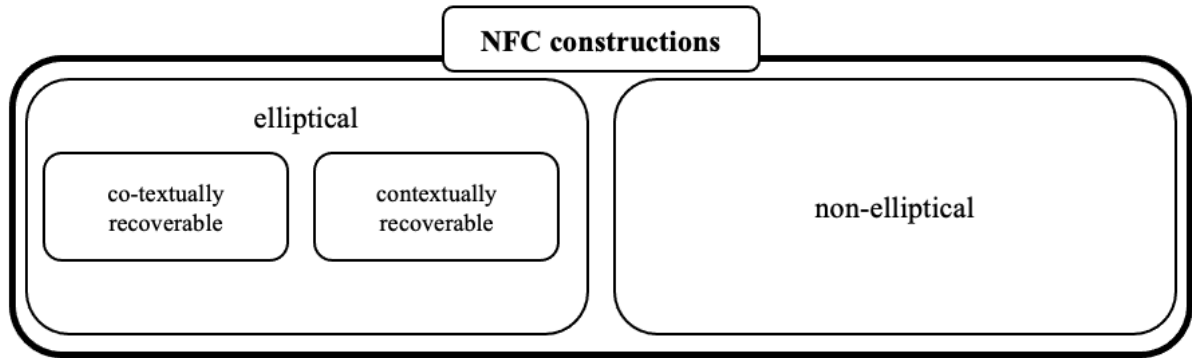 NFC constructions
elliptical
co-textually
recoverable
contextually
recoverable
non-elliptical